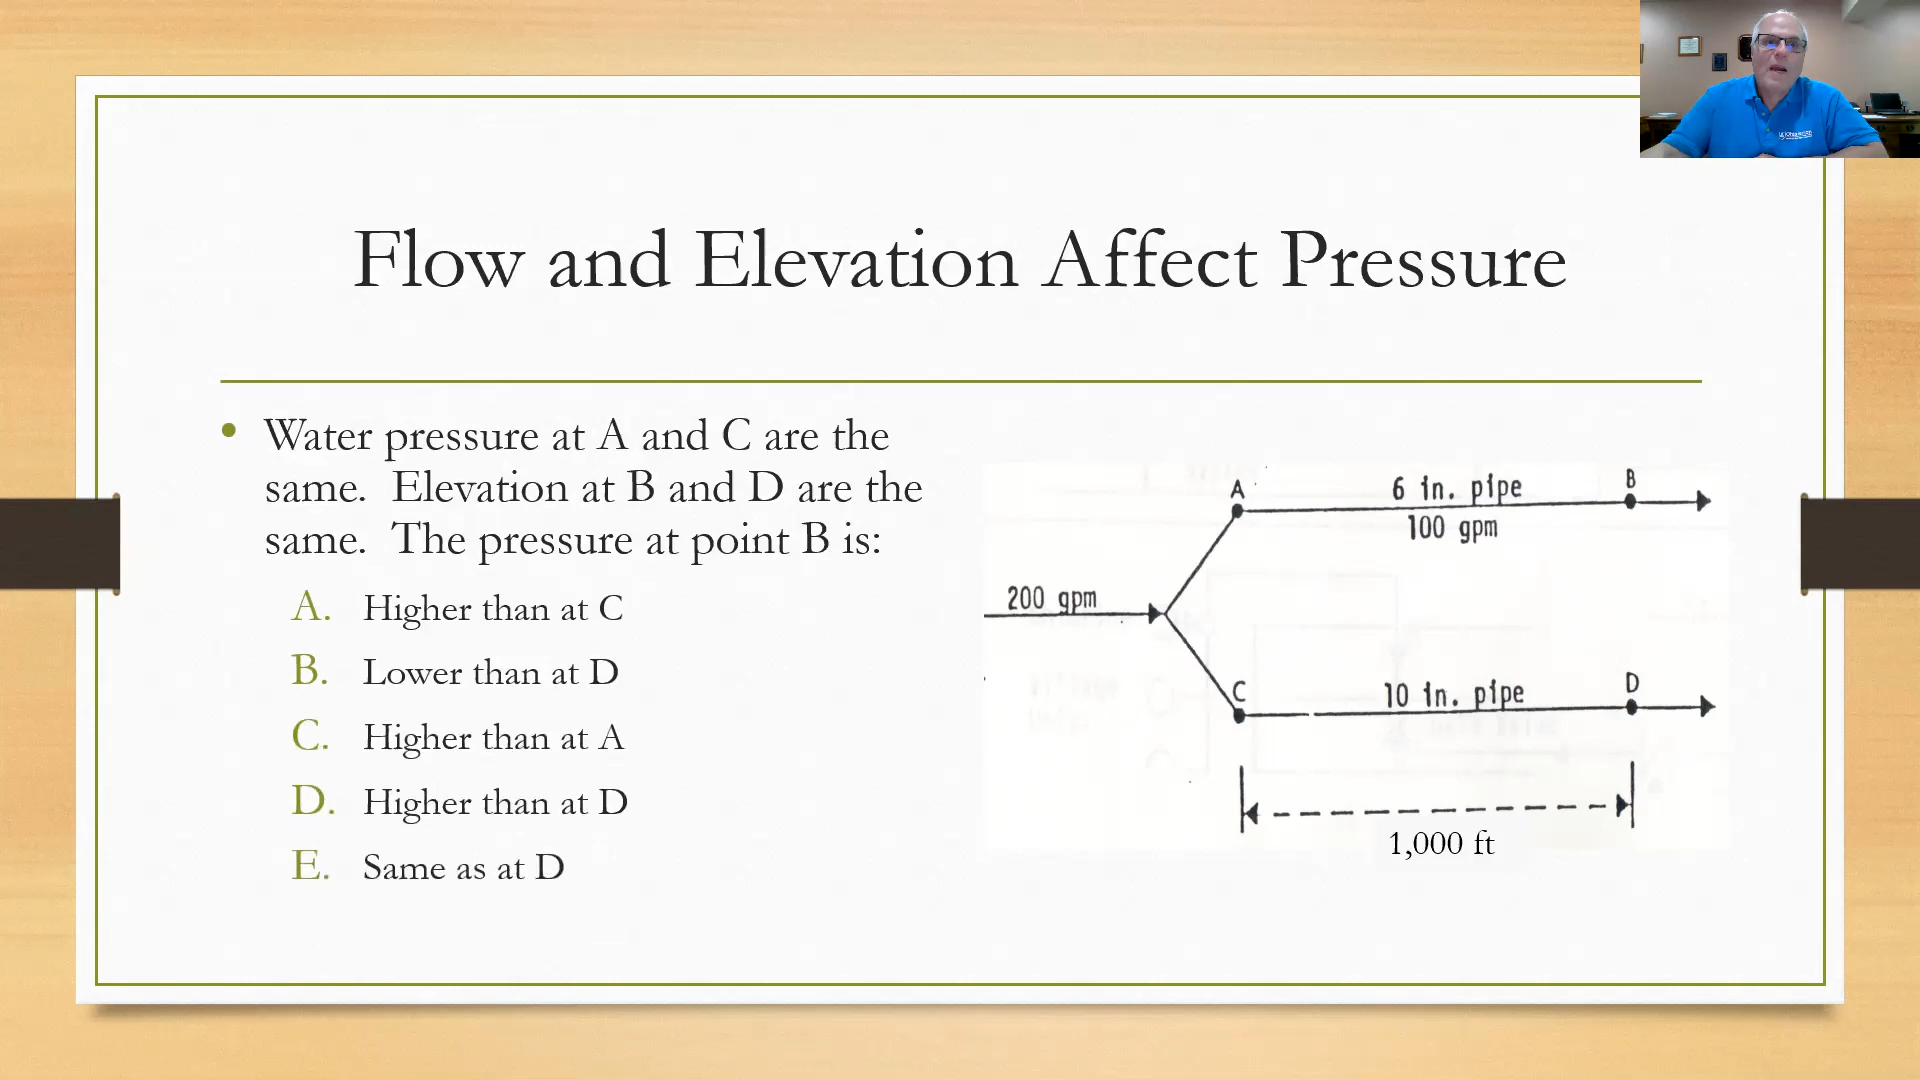 Flow and Elevation Affect Pressure
• Water pressure at A and C are the
same. Elevation at B and D are the
same. The pressure at point B is:
A. Higher than at C
B. Lower than at D
C. Higher than at A
D. Higher than at D
E. Same as at D
A
6 in. pipe
B
100 gpm
200 gpm
C
10 in. pipe
D
1,000 ft